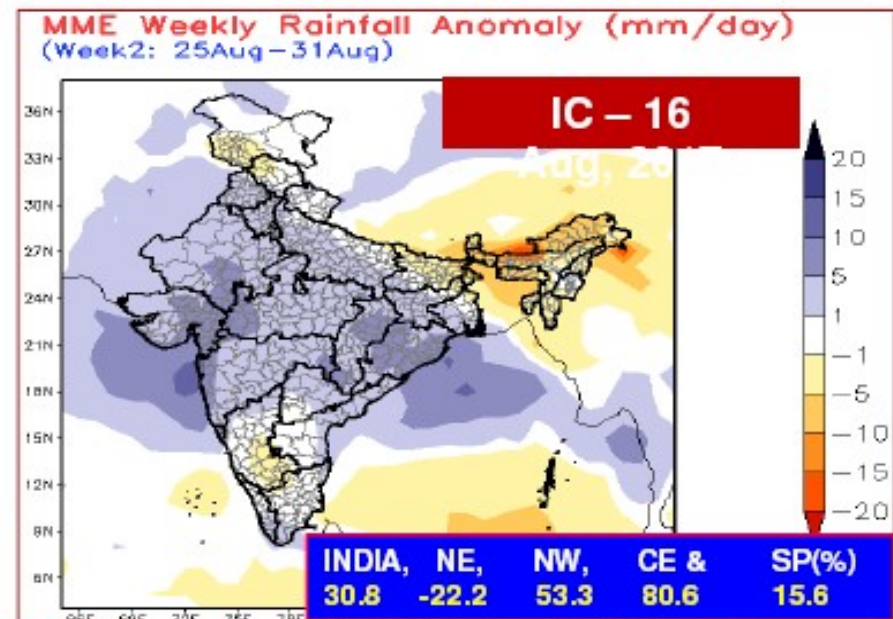 MME Weekly Rainfall Anomaly (mm/day)
(Week2: 25Aug-31Aug)
IC – 16
Aug,
36N
33N
30N
27N
24N
21N
18N
15N
12N
9N
6N
20
15
10
5
1
-1
-5
-10
-15
-20
INDIA, NE, NW, CE & SP(%)
30.8 -22.2 53.3 80.6 15.6